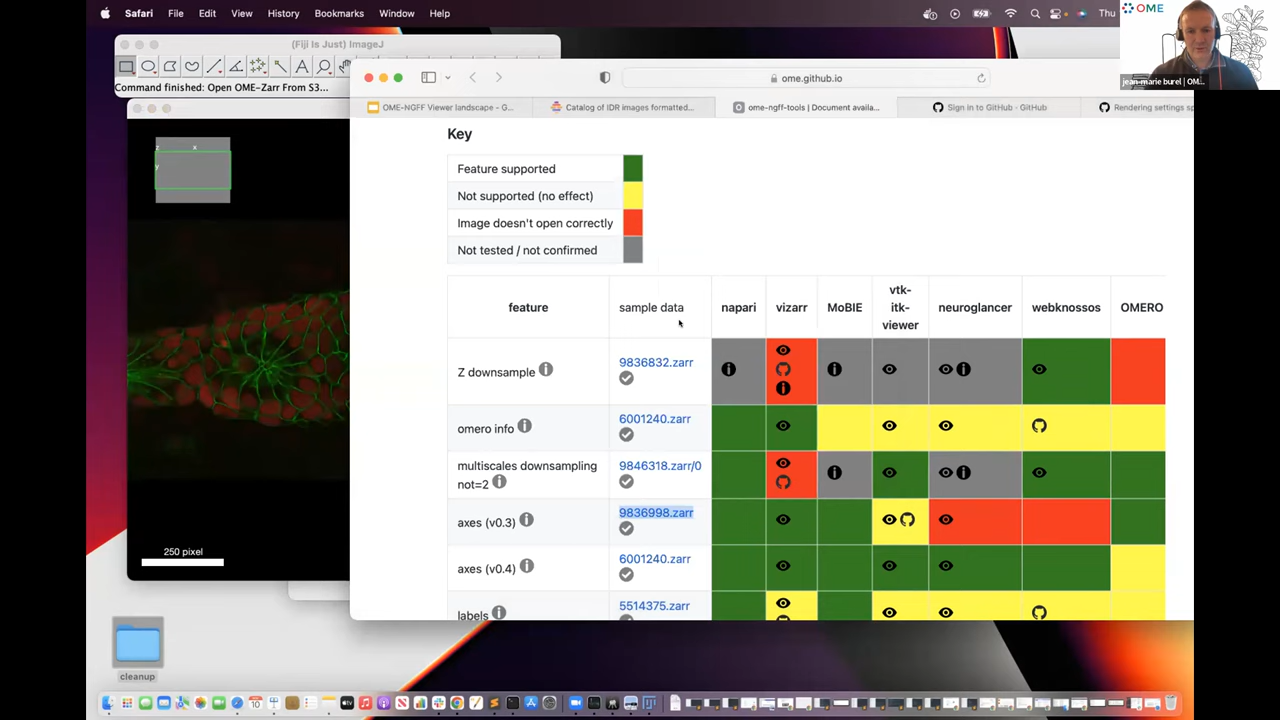 Safari File Edit View History Bookmarks Window Help Thu
OME
jean-marie burel | OM...
(Fiji Is Just) ImageJ
Command finished: Open OME-Zarr From S3...
z x
y
250 pixel
cleanup
ome.github.io
OME-NGFF Viewer landscape - G...
Catalog of IDR images formatted...
ome-ngff-tools | Document availa...
Sign in to GitHub · GitHub
Rendering settings sp
Key
Feature supported
Not supported (no effect)
Image doesn't open correctly
Not tested / not confirmed
feature sample data napari vizarr MoBIE vtk-itk-viewer neuroglancer webknossos OMERO
Z downsample 9836832.zarr
omero info 6001240.zarr
multiscales downsampling
not=2 9846318.zarr/0
axes (v0.3) 9836998.zarr
axes (v0.4) 6001240.zarr
labels 5514375.zarr